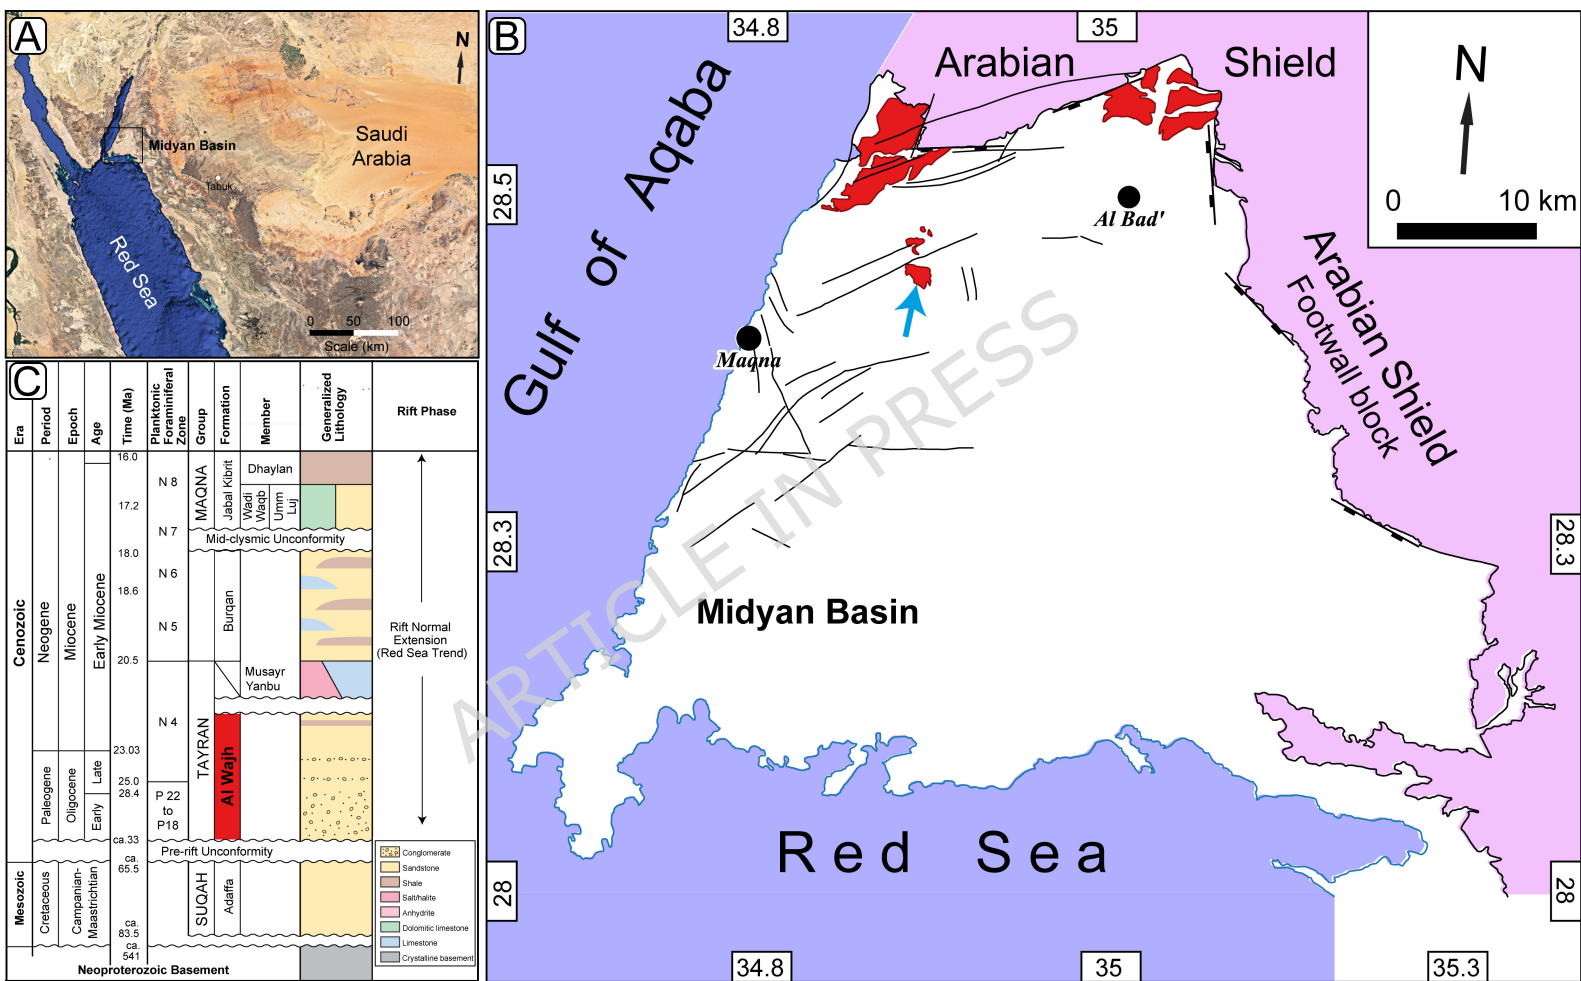 A
N
Saudi
Arabia
Midyan Basin
Tabuk
Red Sea
0 50 100
Scale (km)
B
34.8
35
Arabian Shield
N
0 10 km
Gulf of Aqaba
28.5
Al Bad'
Arabian Shield
Footwall block
Maqna
28.3
28.3
Midyan Basin
ARTICLE IN PRESS
Red Sea
28
28
34.8
35
35.3
C
Era
Period
Epoch
Age
Time (Ma)
Planktonic
Foraminiferal
Zone
GROUP
Formation
Member
Generalized
Lithology
Rift Phase
16.0
N 8
MAQNA
Jabal Kibrit
Dhaylan
Wadi
Waqb
Umm
Luj
17.2
N 7
Mid-clysmic Unconformity
18.0
N 6
18.6
Burqan
N 5
Cenozoic
Neogene
Miocene
Early Miocene
Rift Normal
Extension
(Red Sea Trend)
20.5
Musayr
Yanbu
N 4
TAYRAN
Al Wajh
23.03
Paleogene
Oligocene
Late
25.0
28.4
Early
P 22
to
P18
ca.33
Pre-rift Unconformity
ca.
65.5
Mesozoic
Cretaceous
Campanian-
Maastrichtian
SUQAH
Adaffa
ca.
83.5
ca.
541
Neoproterozoic Basement
Conglomerate
Sandstone
Shale
Salt/halite
Anhydrite
Dolomitic limestone
Limestone
Crystalline basement